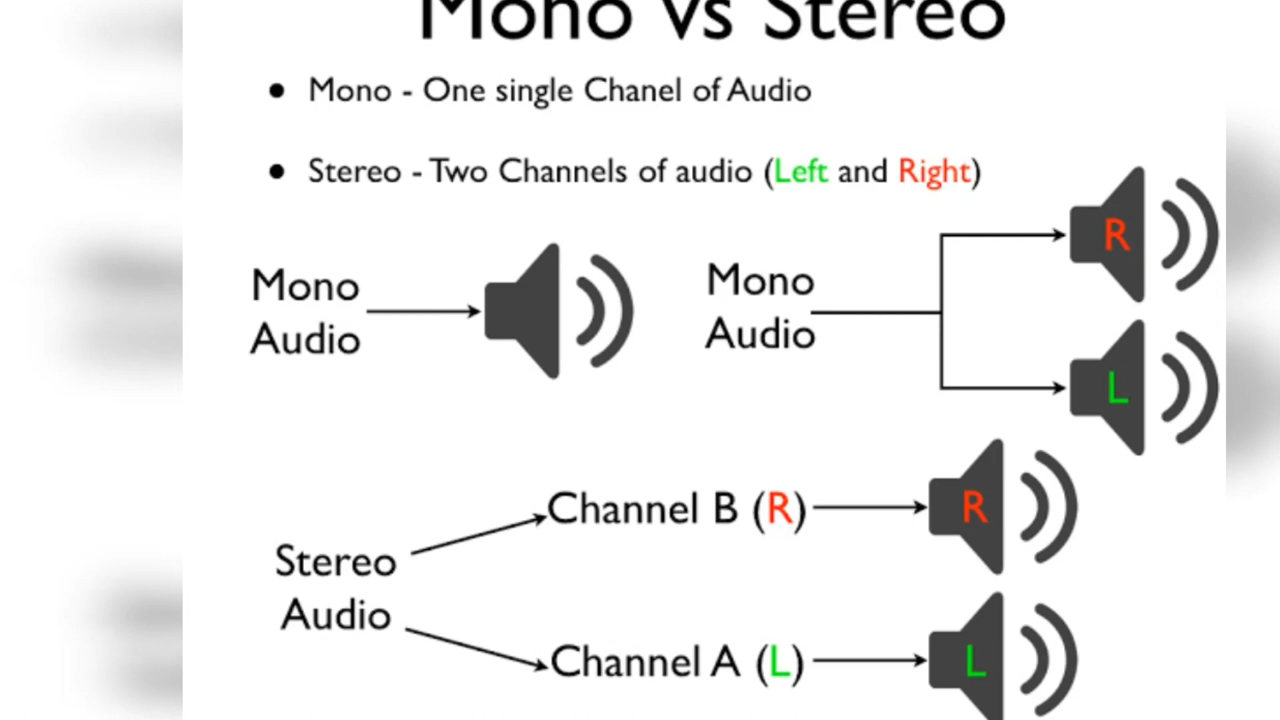 Mono vs Stereo
• Mono - One single Chanel of Audio
• Stereo - Two Channels of audio (Left and Right)
Mono
Audio
Mono
Audio
R
L
Stereo
Audio
Channel B (R)
R
Channel A (L)
L